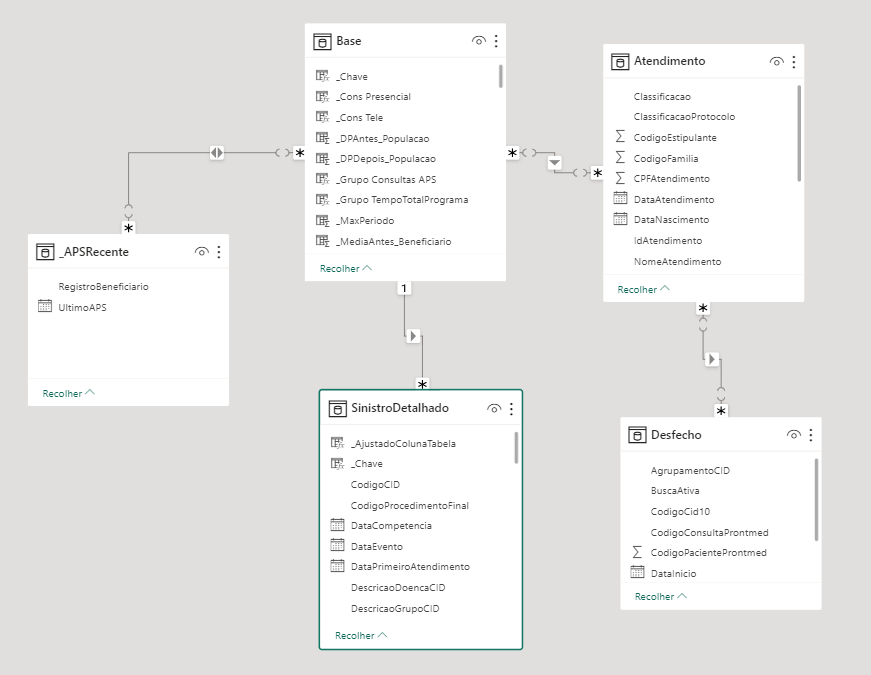 Base
_Chave
_Cons Presencial
_Cons Tele
_DPAntes_Populacao
_DPDepois_Populacao
_Grupo Consultas APS
_Grupo TempoTotalPrograma
_MaxPeriodo
_MediaAntes_Beneficiario
Recolher
Atendimento
Classificacao
ClassificacaoProtocolo
CodigoEstipulante
CodigoFamilia
CPFAtendimento
DataAtendimento
DataNascimento
IdAtendimento
NomeAtendimento
Recolher
_APSRecente
RegistroBeneficiario
UltimoAPS
Recolher
1
*
*
*
*
*
*
*
SinistroDetalhado
_AjustadoColunaTabela
_Chave
CodigoCID
CodigoProcedimentoFinal
DataCompetencia
DataEvento
DataPrimeiroAtendimento
DescricaoDoencaCID
DescricaoGrupoCID
Recolher
Desfecho
AgrupamentoCID
BuscaAtiva
CodigoCid10
CodigoConsultaProntmed
CodigoPacienteProntmed
DataInicio
Recolher